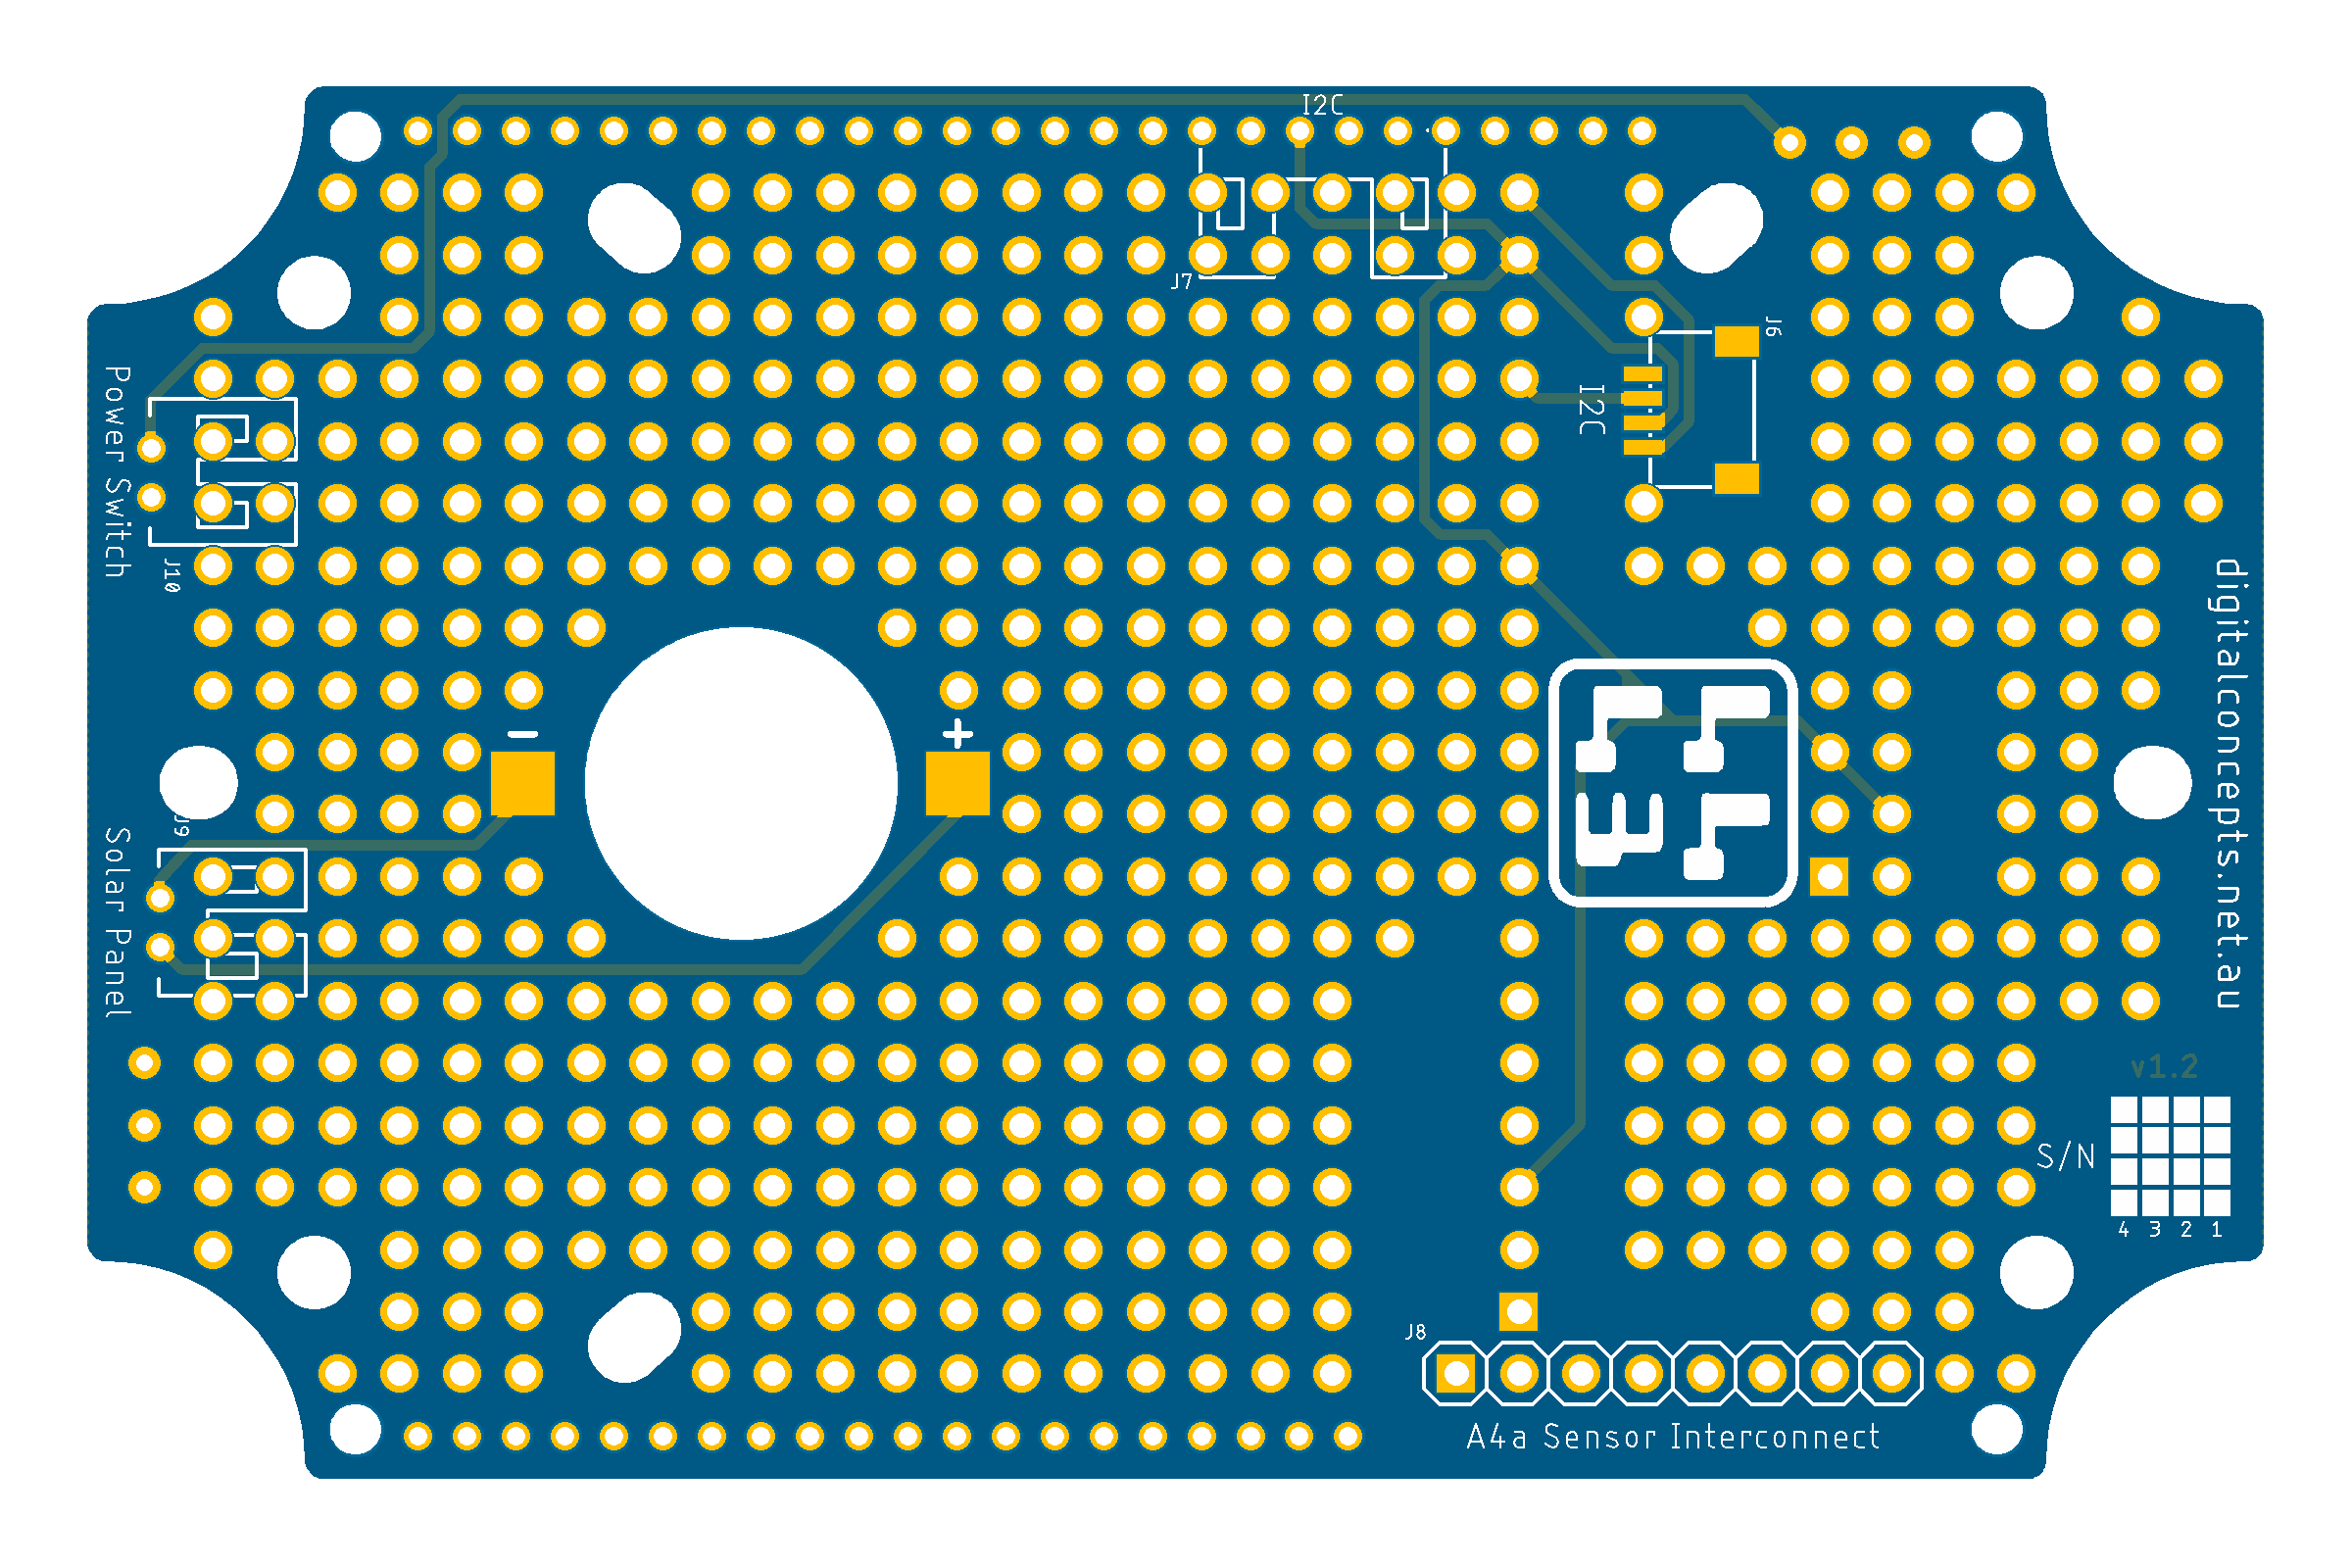 I2C
J7
J6
I2C
Power Switch
J10
digitalconcepts.net.au
-
+
J9
Solar Panel
v1.2
S/N
4 3 2 1
J8
A4a Sensor Interconnect